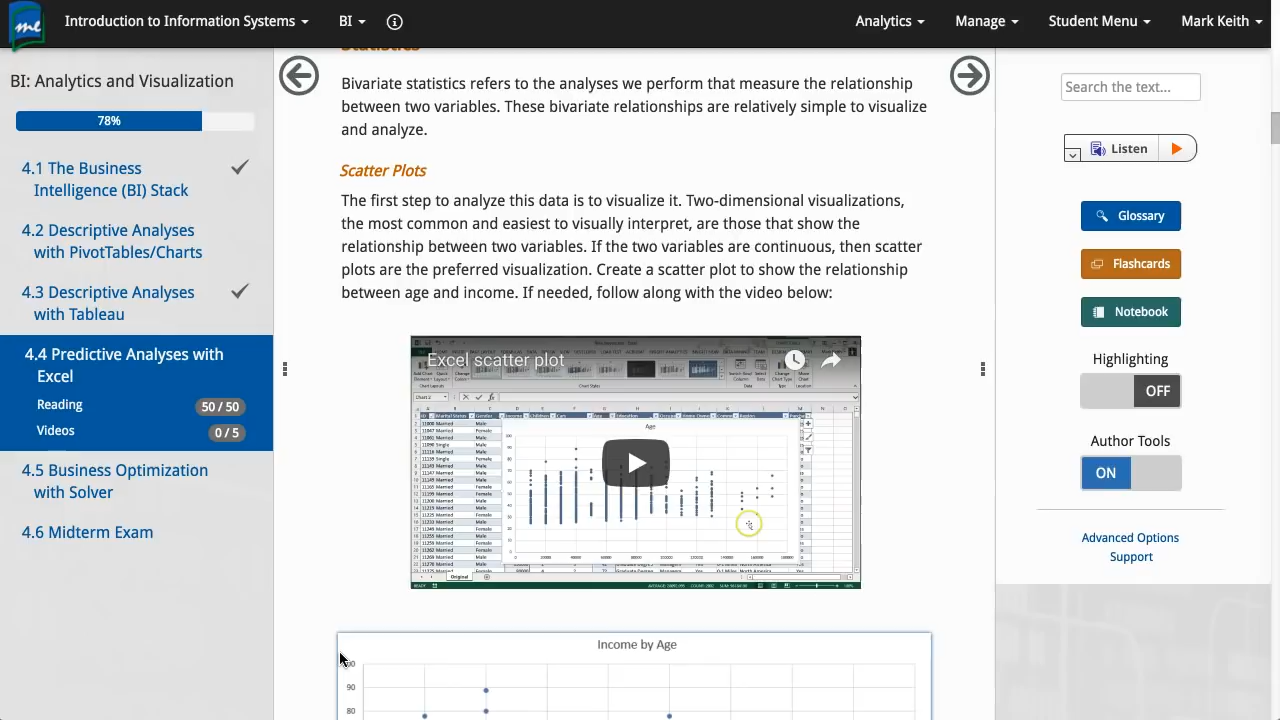 Introduction to Information Systems
BI
Analytics
Manage
Student Menu
Mark Keith
BI: Analytics and Visualization
78%
4.1 The Business
Intelligence (BI) Stack
4.2 Descriptive Analyses
with PivotTables/Charts
4.3 Descriptive Analyses
with Tableau
4.4 Predictive Analyses with
Excel
Reading
50 / 50
Videos
0 / 5
4.5 Business Optimization
with Solver
4.6 Midterm Exam
Statistics
Bivariate statistics refers to the analyses we perform that measure the relationship
between two variables. These bivariate relationships are relatively simple to visualize
and analyze.
Scatter Plots
The first step to analyze this data is to visualize it. Two-dimensional visualizations,
the most common and easiest to visually interpret, are those that show the
relationship between two variables. If the two variables are continuous, then scatter
plots are the preferred visualization. Create a scatter plot to show the relationship
between age and income. If needed, follow along with the video below:
Excel scatter plot
Age
Original
Income by Age
90
80
Search the text...
Listen
Glossary
Flashcards
Notebook
Highlighting
OFF
Author Tools
ON
Advanced Options
Support